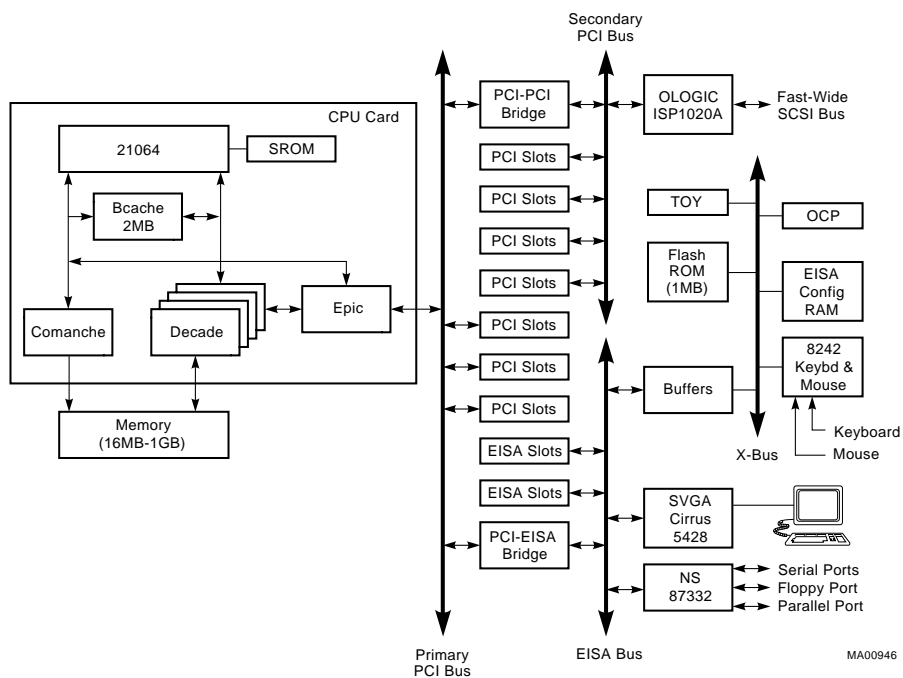 Secondary
PCI Bus
CPU Card
21064
SROM
Bcache
2MB
Comanche
Decade
Epic
Memory
(16MB-1GB)
PCI-PCI
Bridge
PCI Slots
PCI Slots
PCI Slots
PCI Slots
PCI Slots
PCI Slots
PCI Slots
EISA Slots
EISA Slots
PCI-EISA
Bridge
Primary
PCI Bus
OLOGIC
ISP1020A
Fast-Wide
SCSI Bus
TOY
OCP
Flash
ROM
(1MB)
EISA
Config
RAM
8242
Keybd &
Mouse
Buffers
X-Bus
Keyboard
Mouse
SVGA
Cirrus
5428
NS
87332
Serial Ports
Floppy Port
Parallel Port
EISA Bus
MA00946